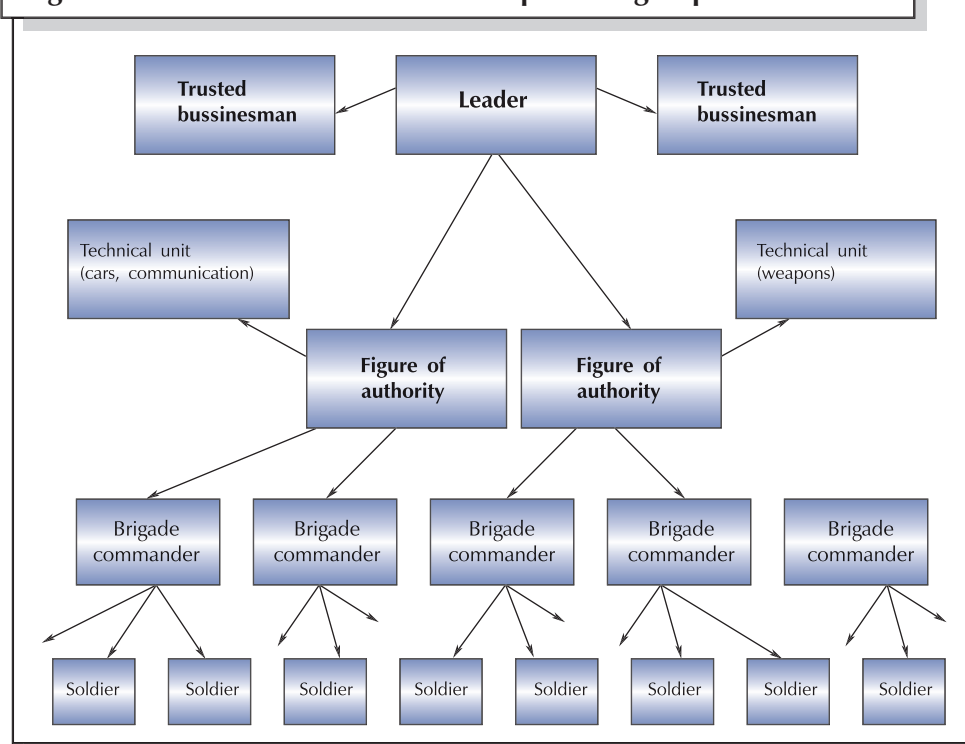 Trusted
bussinesman
Leader
Trusted
bussinesman
Technical unit
(cars, communication)
Technical unit
(weapons)
Figure of
authority
Figure of
authority
Brigade
commander
Brigade
commander
Brigade
commander
Brigade
commander
Brigade
commander
Soldier
Soldier
Soldier
Soldier
Soldier
Soldier
Soldier
Soldier